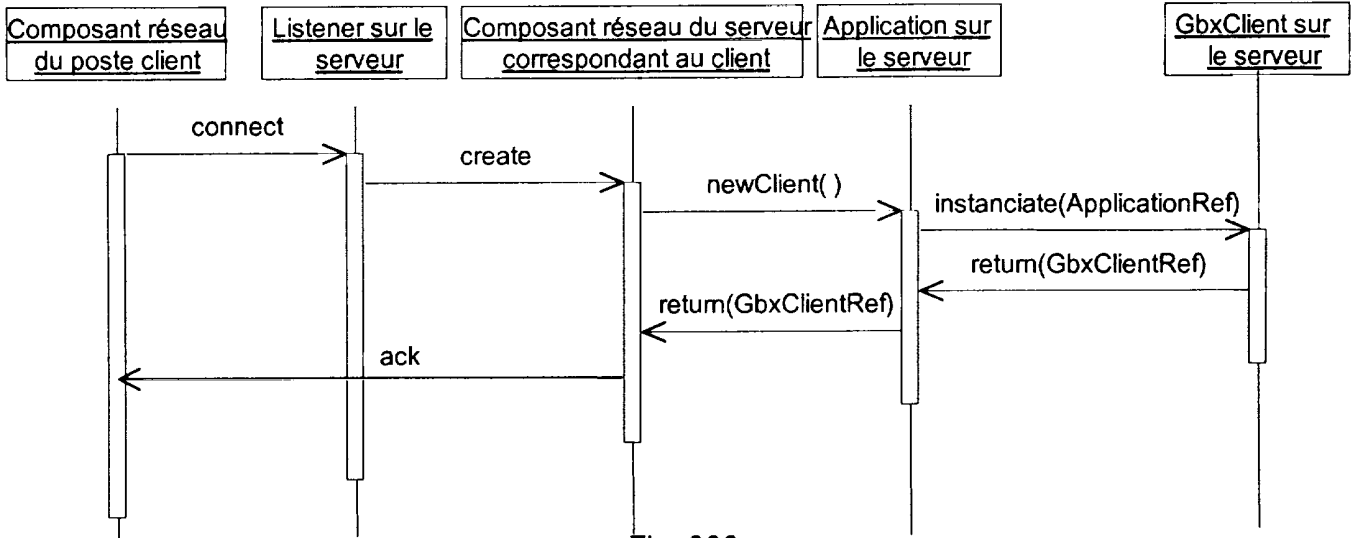 Composant réseau
du poste client
Listener sur le
serveur
Composant réseau du serveur
correspondant au client
Application sur
le serveur
GbxClient sur
le serveur
connect
create
newClient( )
instanciate(ApplicationRef)
return(GbxClientRef)
return(GbxClientRef)
ack